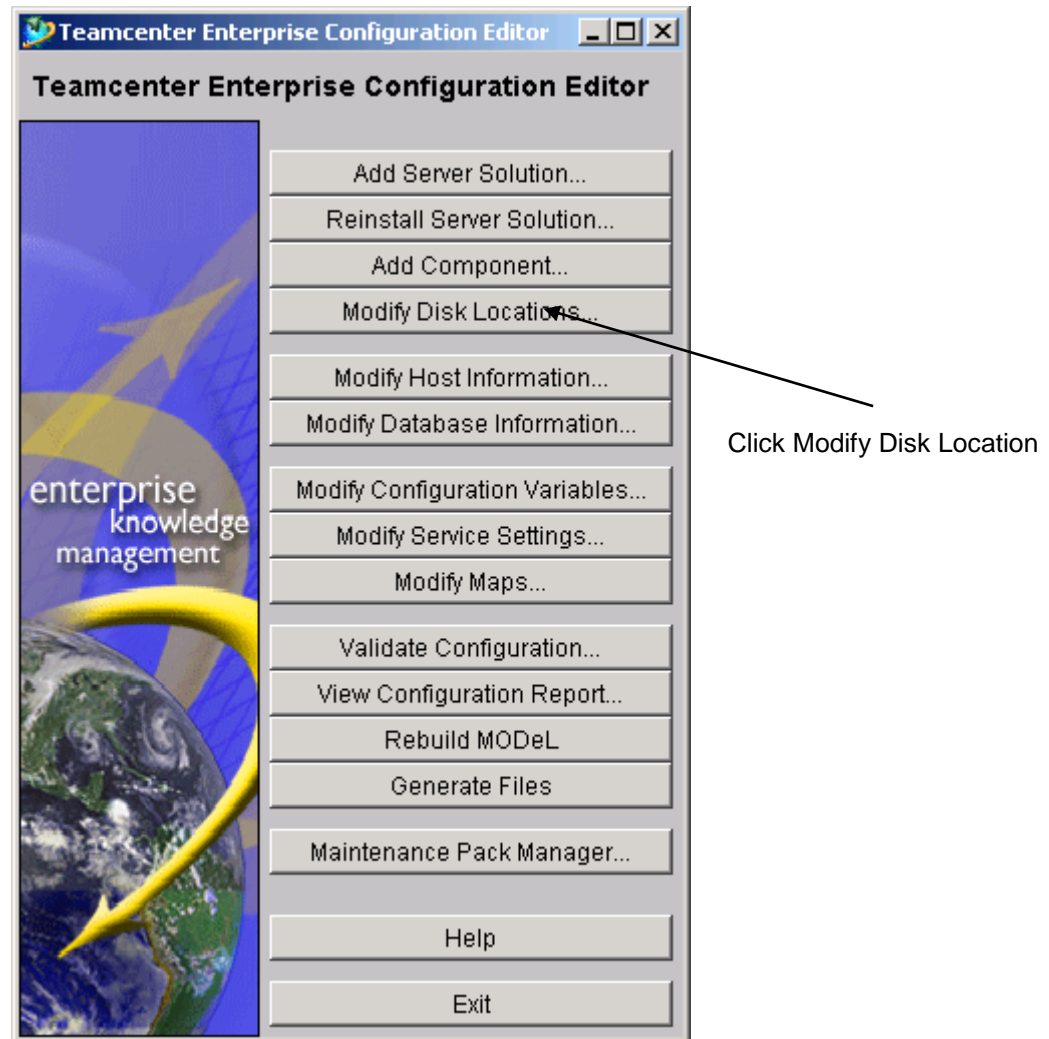 Teamcenter Enterprise Configuration Editor
Teamcenter Enterprise Configuration Editor
Add Server Solution...
Reinstall Server Solution...
Add Component...
Modify Disk Locations...
Modify Host Information...
Modify Database Information...
Click Modify Disk Location
Modify Configuration Variables...
Modify Service Settings...
Modify Maps...
enterprise
knowledge
management
Validate Configuration...
View Configuration Report...
Rebuild MODeL
Generate Files
Maintenance Pack Manager...
Help
Exit